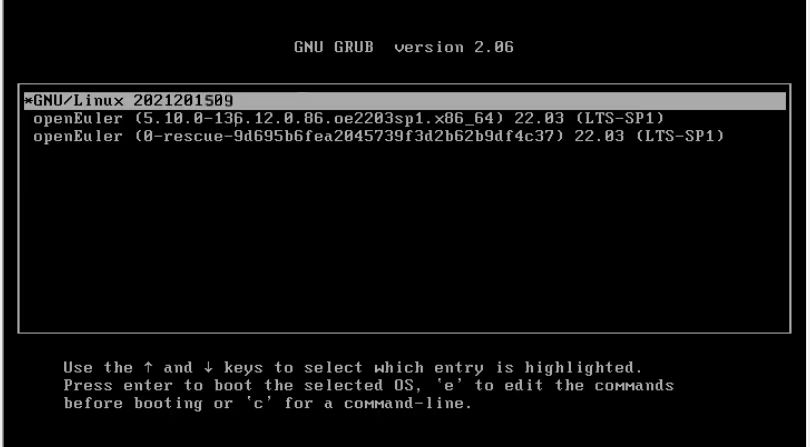 GNU GRUB version 2.06
*GNU/Linux 2021201509
openEuler (5.10.0-136.12.0.86.oe2203sp1.x86_64) 22.03 (LTS-SP1)
openEuler (0-rescue-9d695b6fea2045739f3d2b62b9df4c37) 22.03 (LTS-SP1)
Use the ↑ and ↓ keys to select which entry is highlighted.
Press enter to boot the selected OS, `e' to edit the commands
before booting or `c' for a command-line.